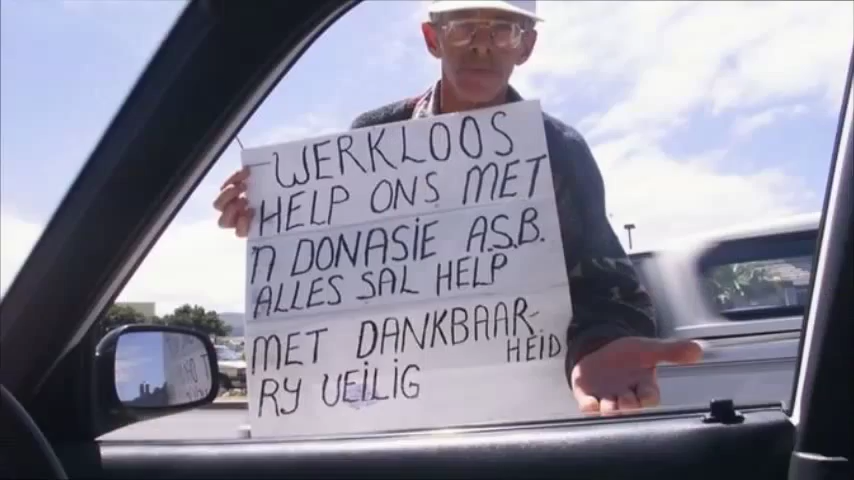 WERKLOOS
HELP ONS MET
'N DONASIE A.S.B.
ALLES SAL HELP
MET DANKBAAR-
HEID
RY VEILIG